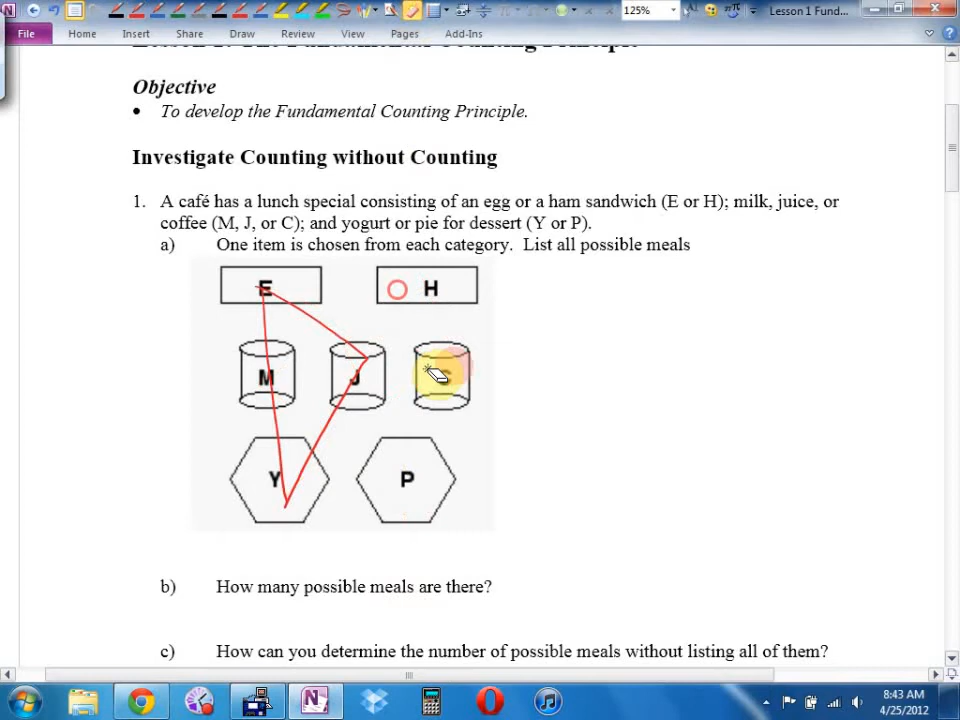 125%
Lesson 1 Fund...
File
Home
Insert
Share
Draw
Review
View
Pages
Add-Ins
Objective
• To develop the Fundamental Counting Principle.
Investigate Counting without Counting
1. A café has a lunch special consisting of an egg or a ham sandwich (E or H); milk, juice, or
coffee (M, J, or C); and yogurt or pie for dessert (Y or P).
a) One item is chosen from each category. List all possible meals
E H
M J C
Y P
b) How many possible meals are there?
c) How can you determine the number of possible meals without listing all of them?
8:43 AM
4/25/2012